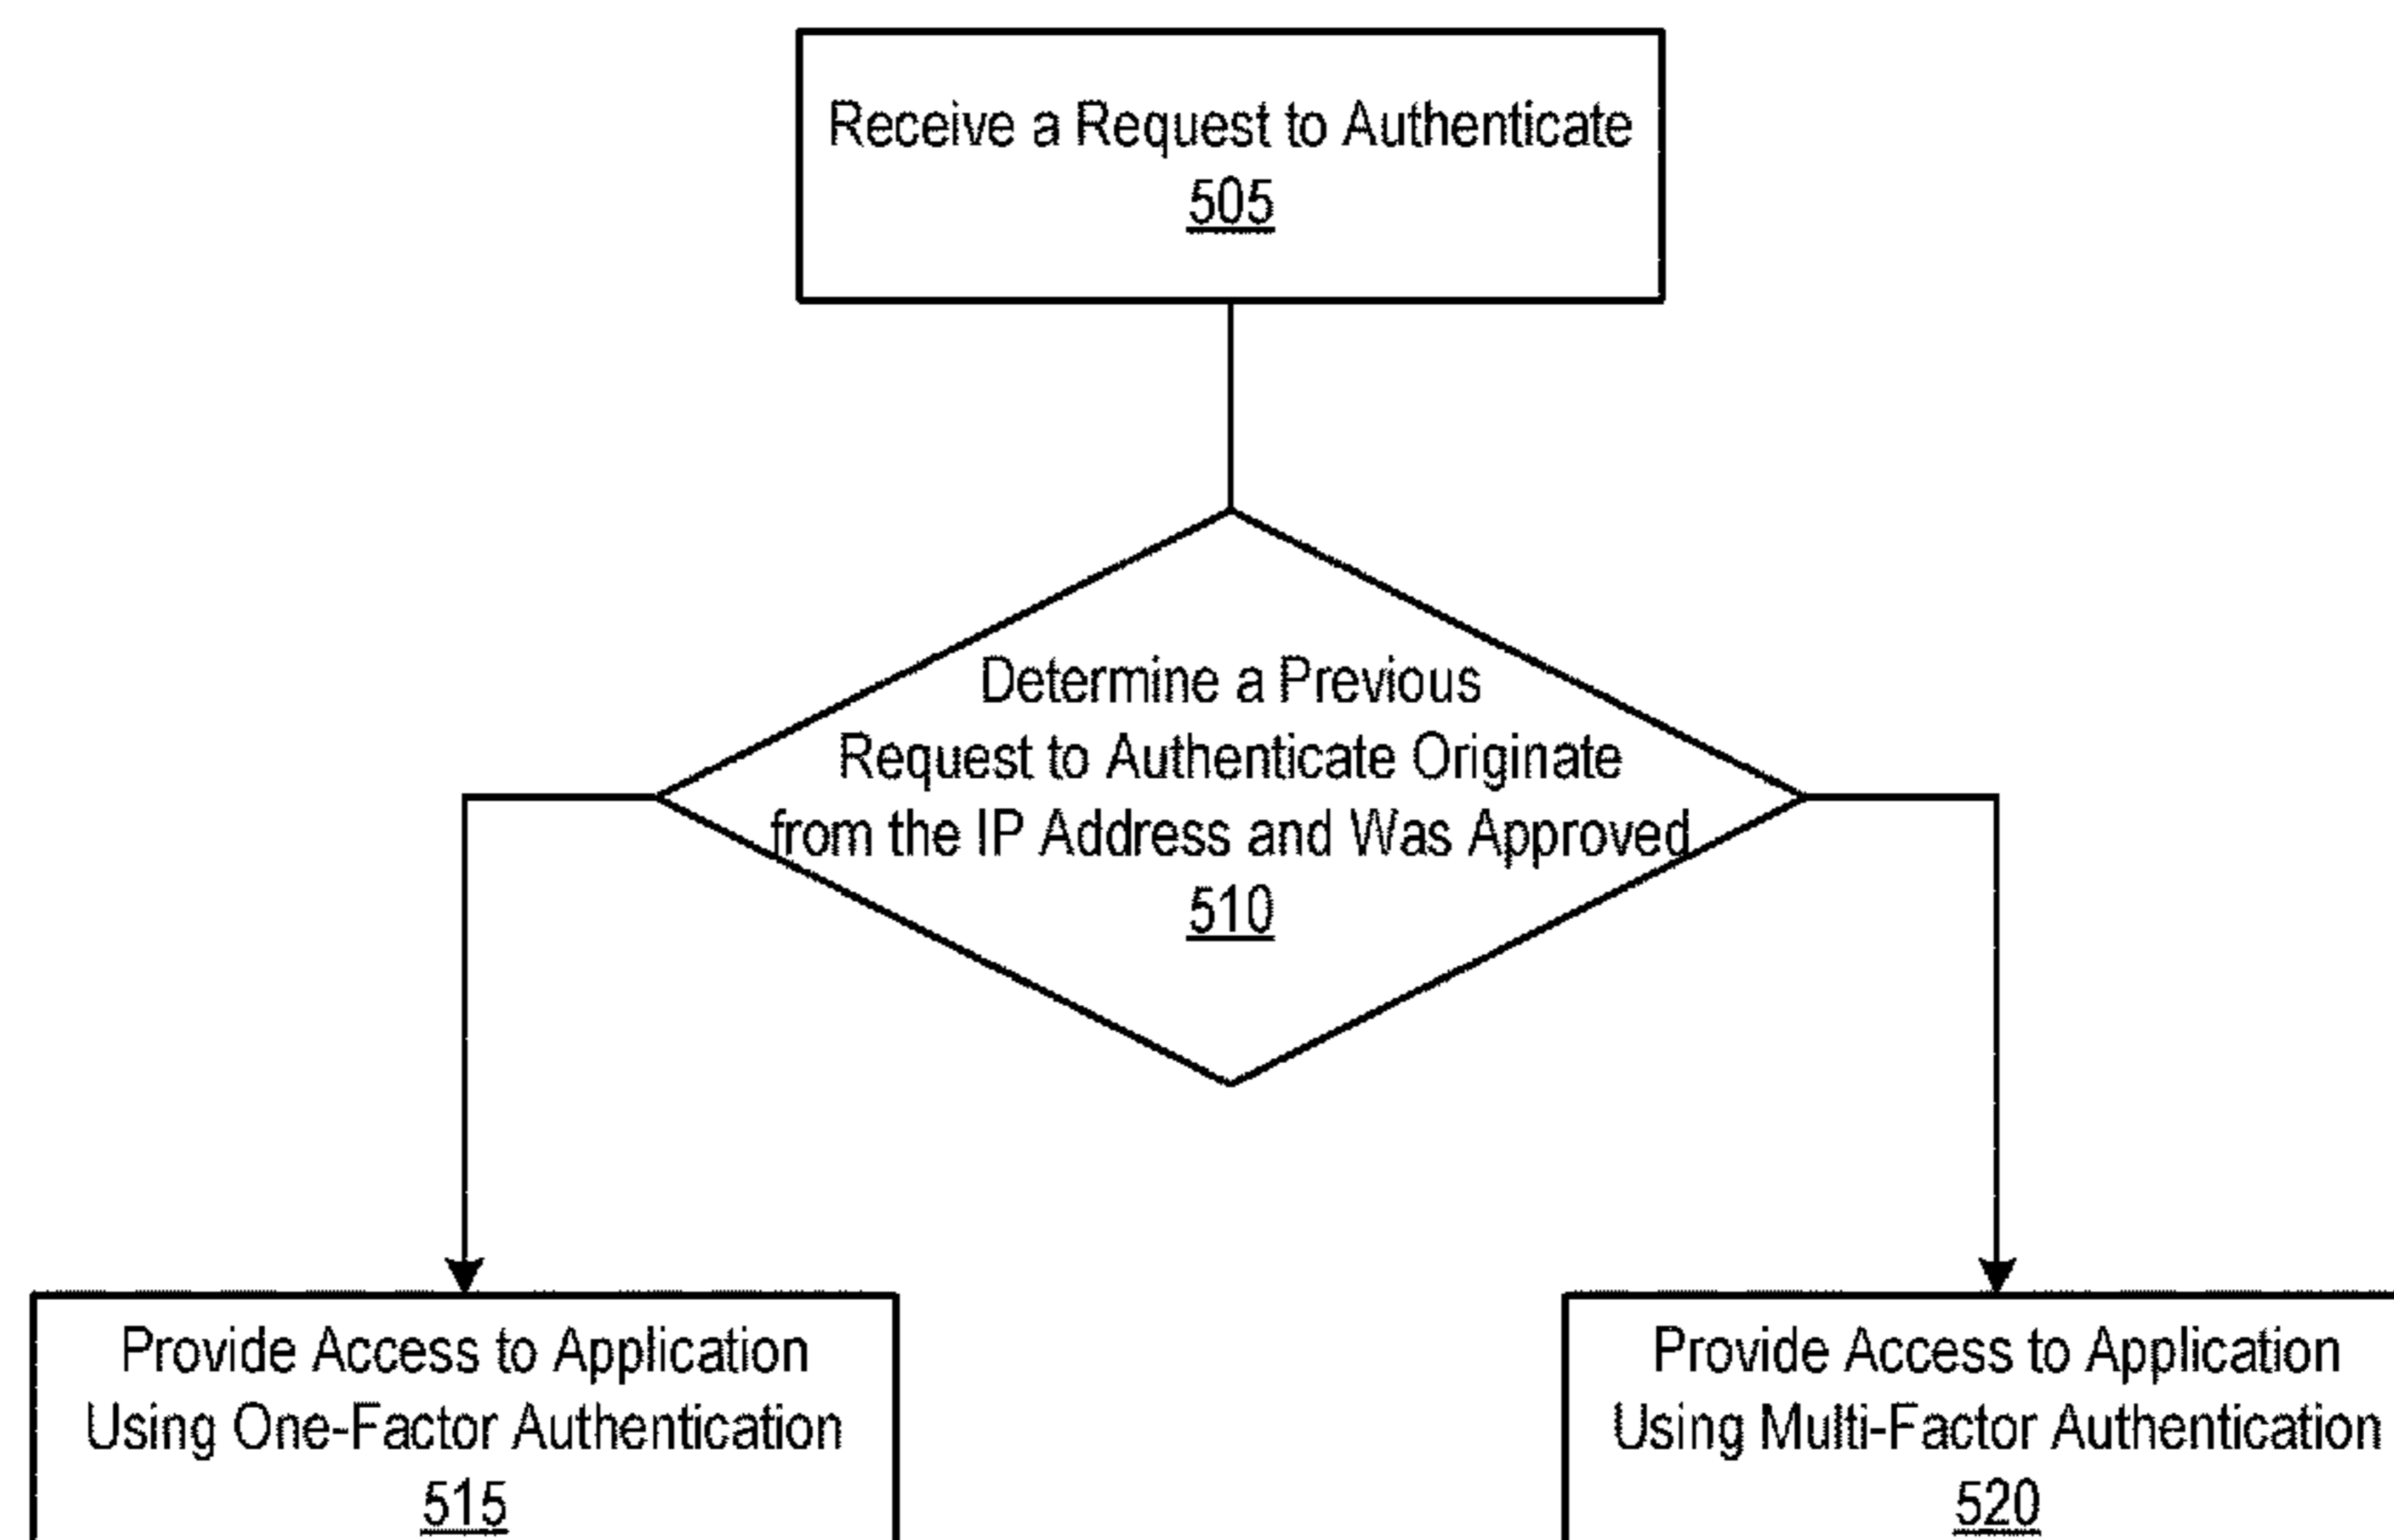 Receive a Request to Authenticate
505
Determine a Previous
Request to Authenticate Originate
from the IP Address and Was Approved
510
Provide Access to Application
Using One-Factor Authentication
515
Provide Access to Application
Using Multi-Factor Authentication
520